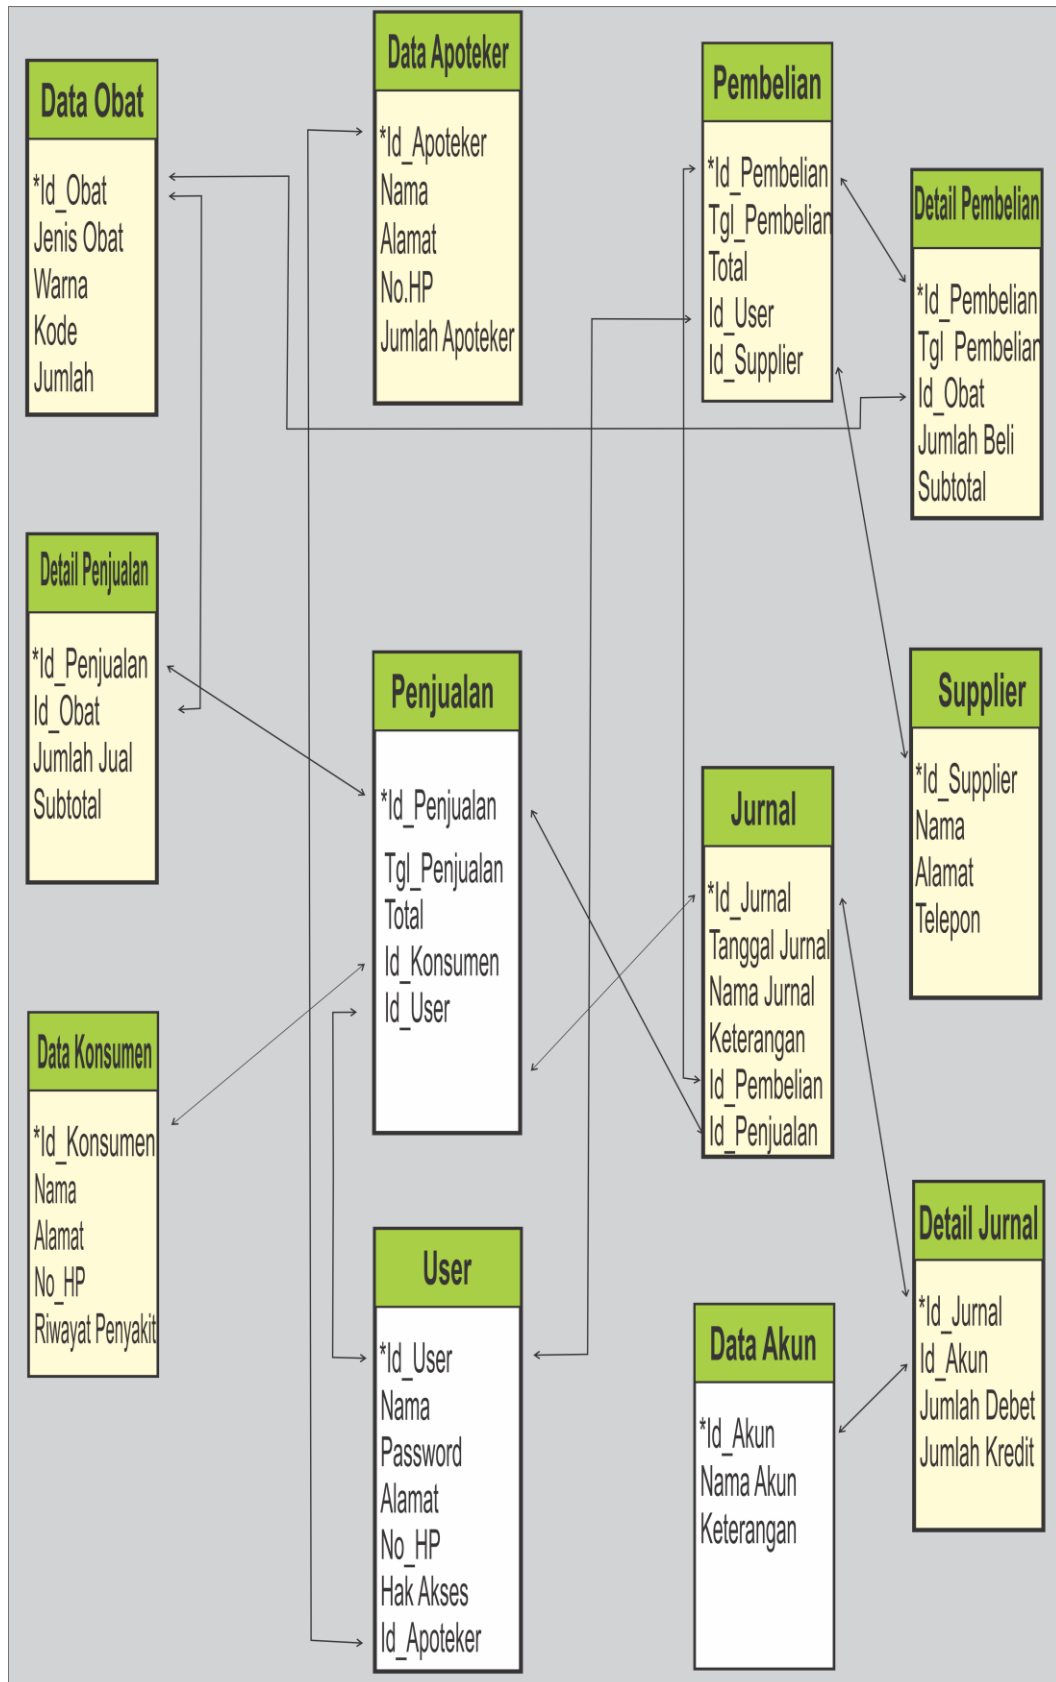 Data Obat
*Id_Obat
Jenis Obat
Warna
Kode
Jumlah
Data Apoteker
*Id_Apoteker
Nama
Alamat
No.HP
Jumlah Apoteker
Pembelian
*Id_Pembelian
Tgl_Pembelian
Total
Id_User
Id_Supplier
Detail Pembelian
*Id_Pembelian
Tgl_Pembelian
Id_Obat
Jumlah Beli
Subtotal
Detail Penjualan
*Id_Penjualan
Id_Obat
Jumlah Jual
Subtotal
Penjualan
*Id_Penjualan
Tgl_Penjualan
Total
Id_Konsumen
Id_User
Jurnal
*Id_Jurnal
Tanggal Jurnal
Nama Jurnal
Keterangan
Id_Pembelian
Id_Penjualan
Supplier
*Id_Supplier
Nama
Alamat
Telepon
Data Konsumen
*Id_Konsumen
Nama
Alamat
No_HP
Riwayat Penyakit
User
*Id_User
Nama
Password
Alamat
No_HP
Hak Akses
Id_Apoteker
Data Akun
*Id_Akun
Nama Akun
Keterangan
Detail Jurnal
*Id_Jurnal
Id_Akun
Jumlah Debet
Jumlah Kredit